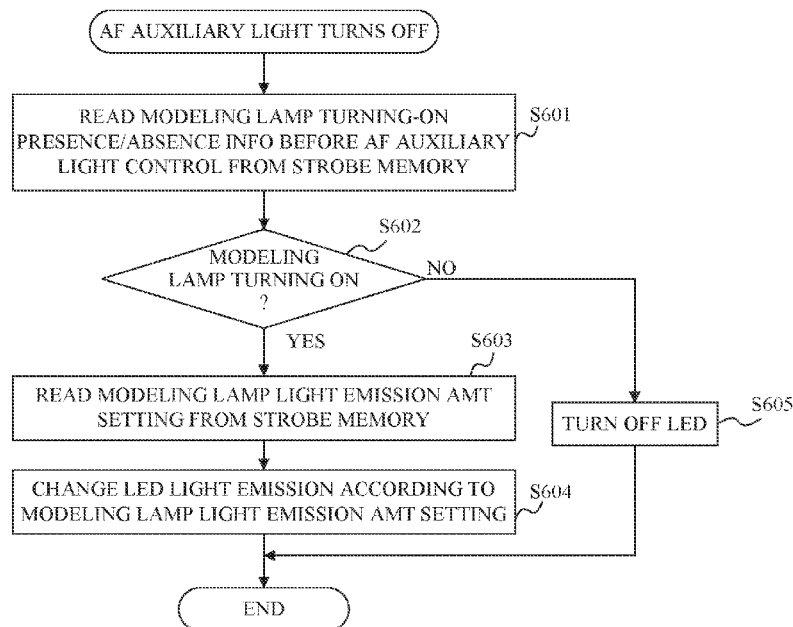 AF AUXILIARY LIGHT TURNS OFF
READ MODELING LAMP TURNING-ON
PRESENCE/ABSENCE INFO BEFORE AF AUXILIARY
LIGHT CONTROL FROM STROBE MEMORY
S601
S602
MODELING
LAMP TURNING ON
?
NO
YES
S603
READ MODELING LAMP LIGHT EMISSION AMT
SETTING FROM STROBE MEMORY
TURN OFF LED
S605
CHANGE LED LIGHT EMISSION ACCORDING TO
MODELING LAMP LIGHT EMISSION AMT SETTING
S604
END